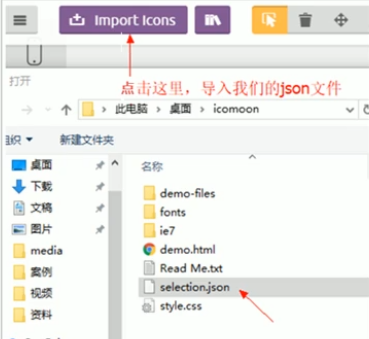 Import Icons
点击这里，导入我们的json文件
打开
此电脑 > 桌面 > icomoon
组织 新建文件夹
桌面
下载
文稿
图片
media
案例
视频
资料
名称
demo-files
fonts
ie7
demo.html
Read Me.txt
selection.json
style.css